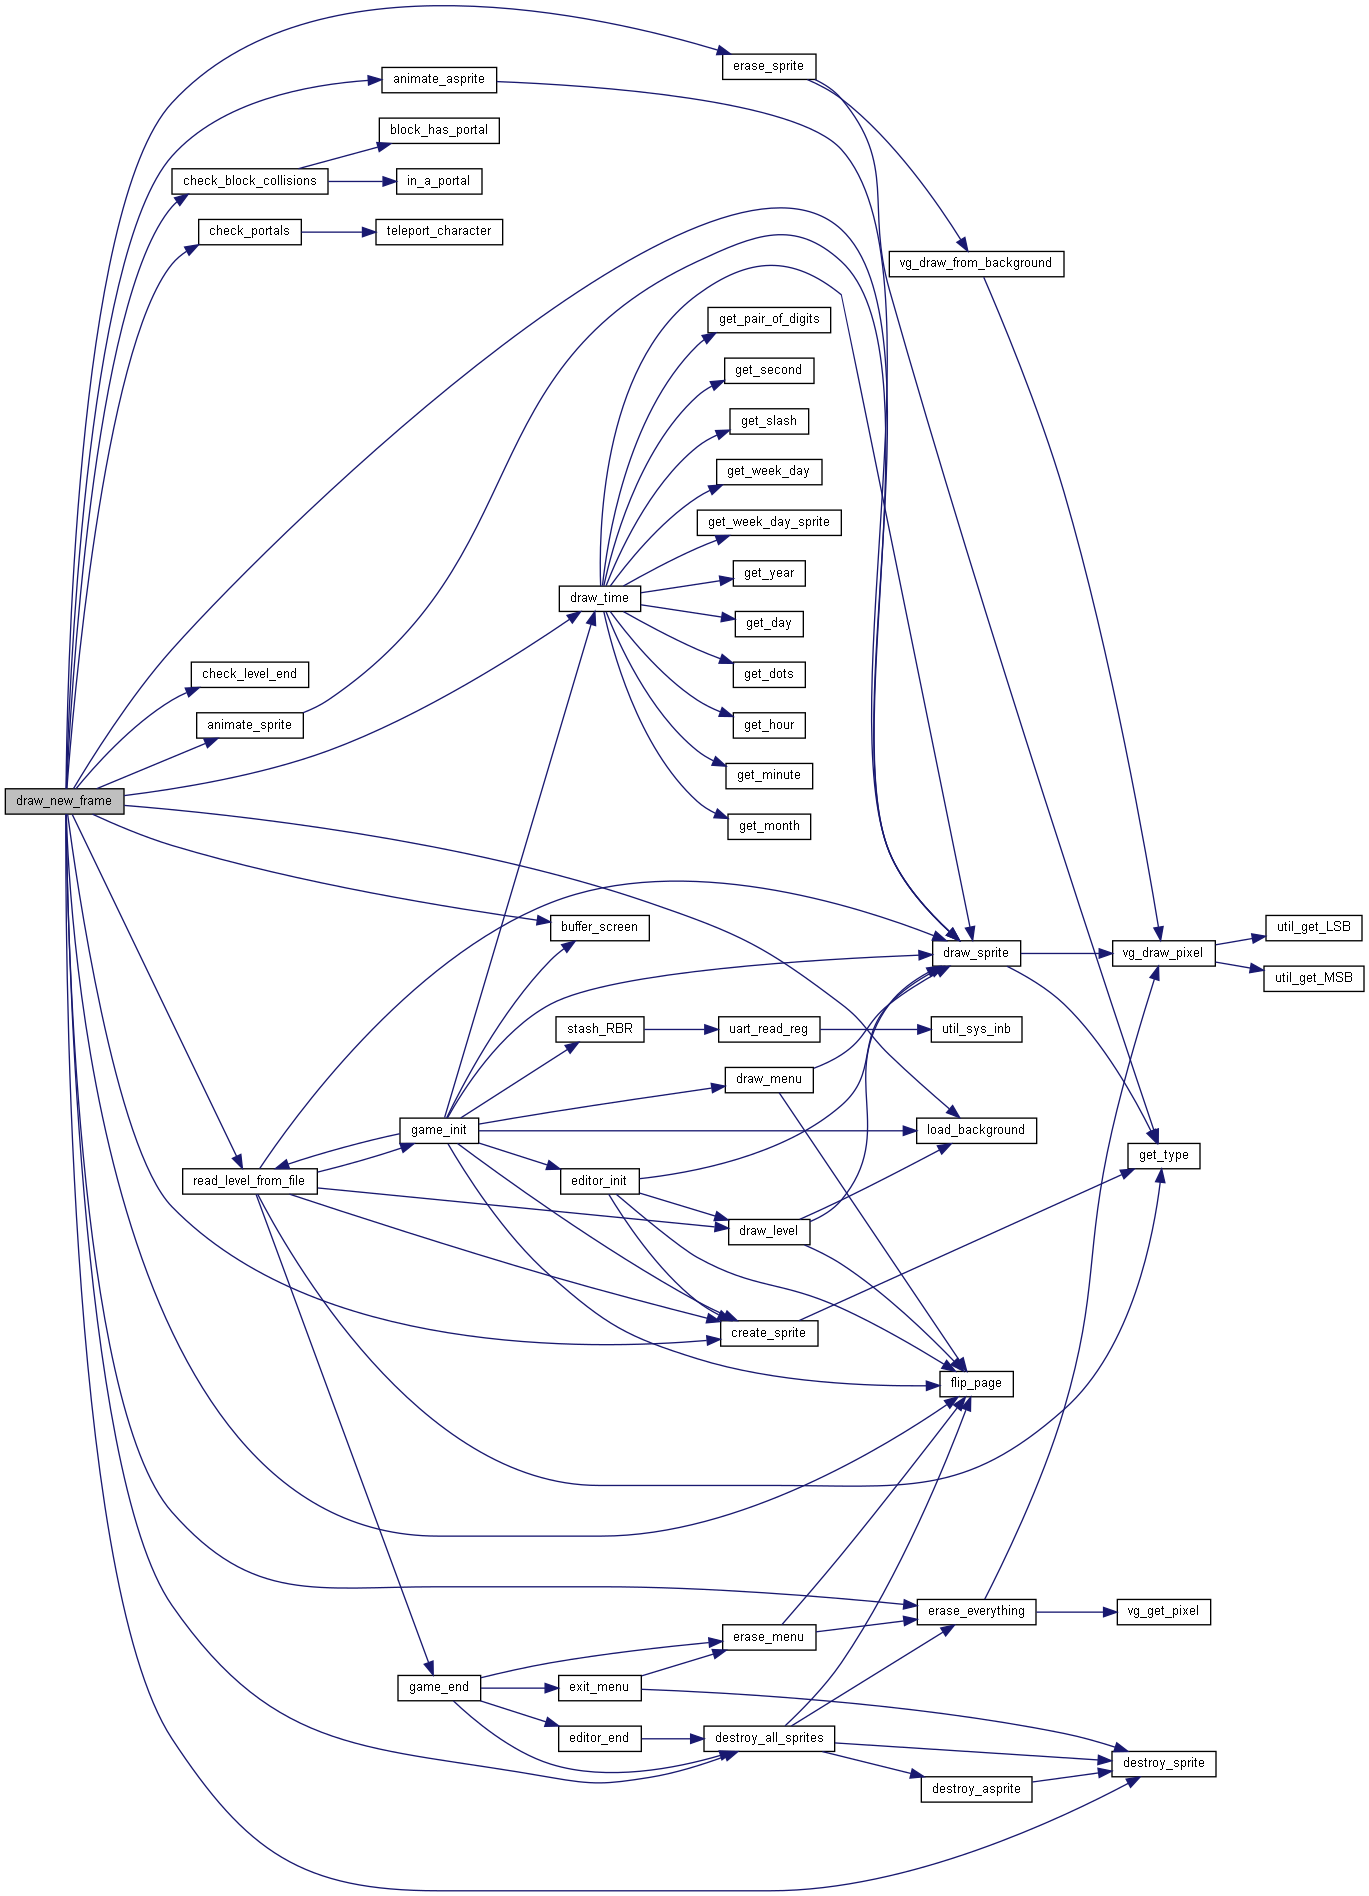 erase_sprite
animate_asprite
block_has_portal
check_block_collisions
in_a_portal
check_portals
teleport_character
vg_draw_from_background
get_pair_of_digits
get_second
get_slash
get_week_day
get_week_day_sprite
get_year
draw_time
get_day
check_level_end
get_dots
animate_sprite
get_hour
get_minute
draw_new_frame
get_month
buffer_screen
util_get_LSB
draw_sprite
vg_draw_pixel
util_get_MSB
stash_RBR
uart_read_reg
util_sys_inb
draw_menu
game_init
load_background
get_type
read_level_from_file
editor_init
draw_level
create_sprite
flip_page
erase_everything
vg_get_pixel
erase_menu
game_end
exit_menu
editor_end
destroy_all_sprites
destroy_sprite
destroy_asprite